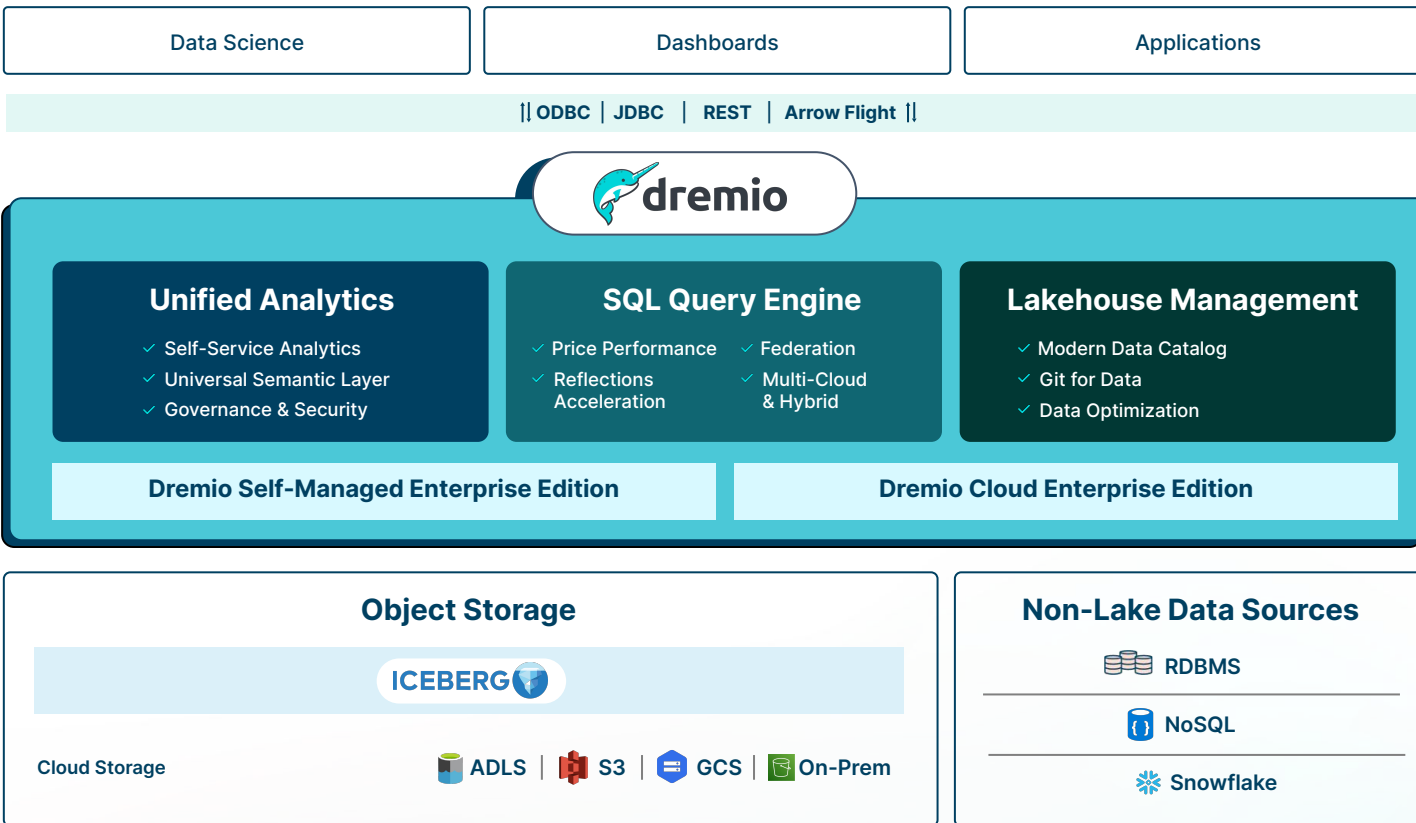 Data Science
Dashboards
Applications
ODBC | JDBC | REST | Arrow Flight
dremio
Unified Analytics
Self-Service Analytics
Universal Semantic Layer
Governance & Security
SQL Query Engine
Price Performance
Reflections
Acceleration
Federation
Multi-Cloud
& Hybrid
Lakehouse Management
Modern Data Catalog
Git for Data
Data Optimization
Dremio Self-Managed Enterprise Edition
Dremio Cloud Enterprise Edition
Object Storage
ICEBERG
Cloud Storage
ADLS | S3 | GCS | On-Prem
Non-Lake Data Sources
RDBMS
NoSQL
Snowflake